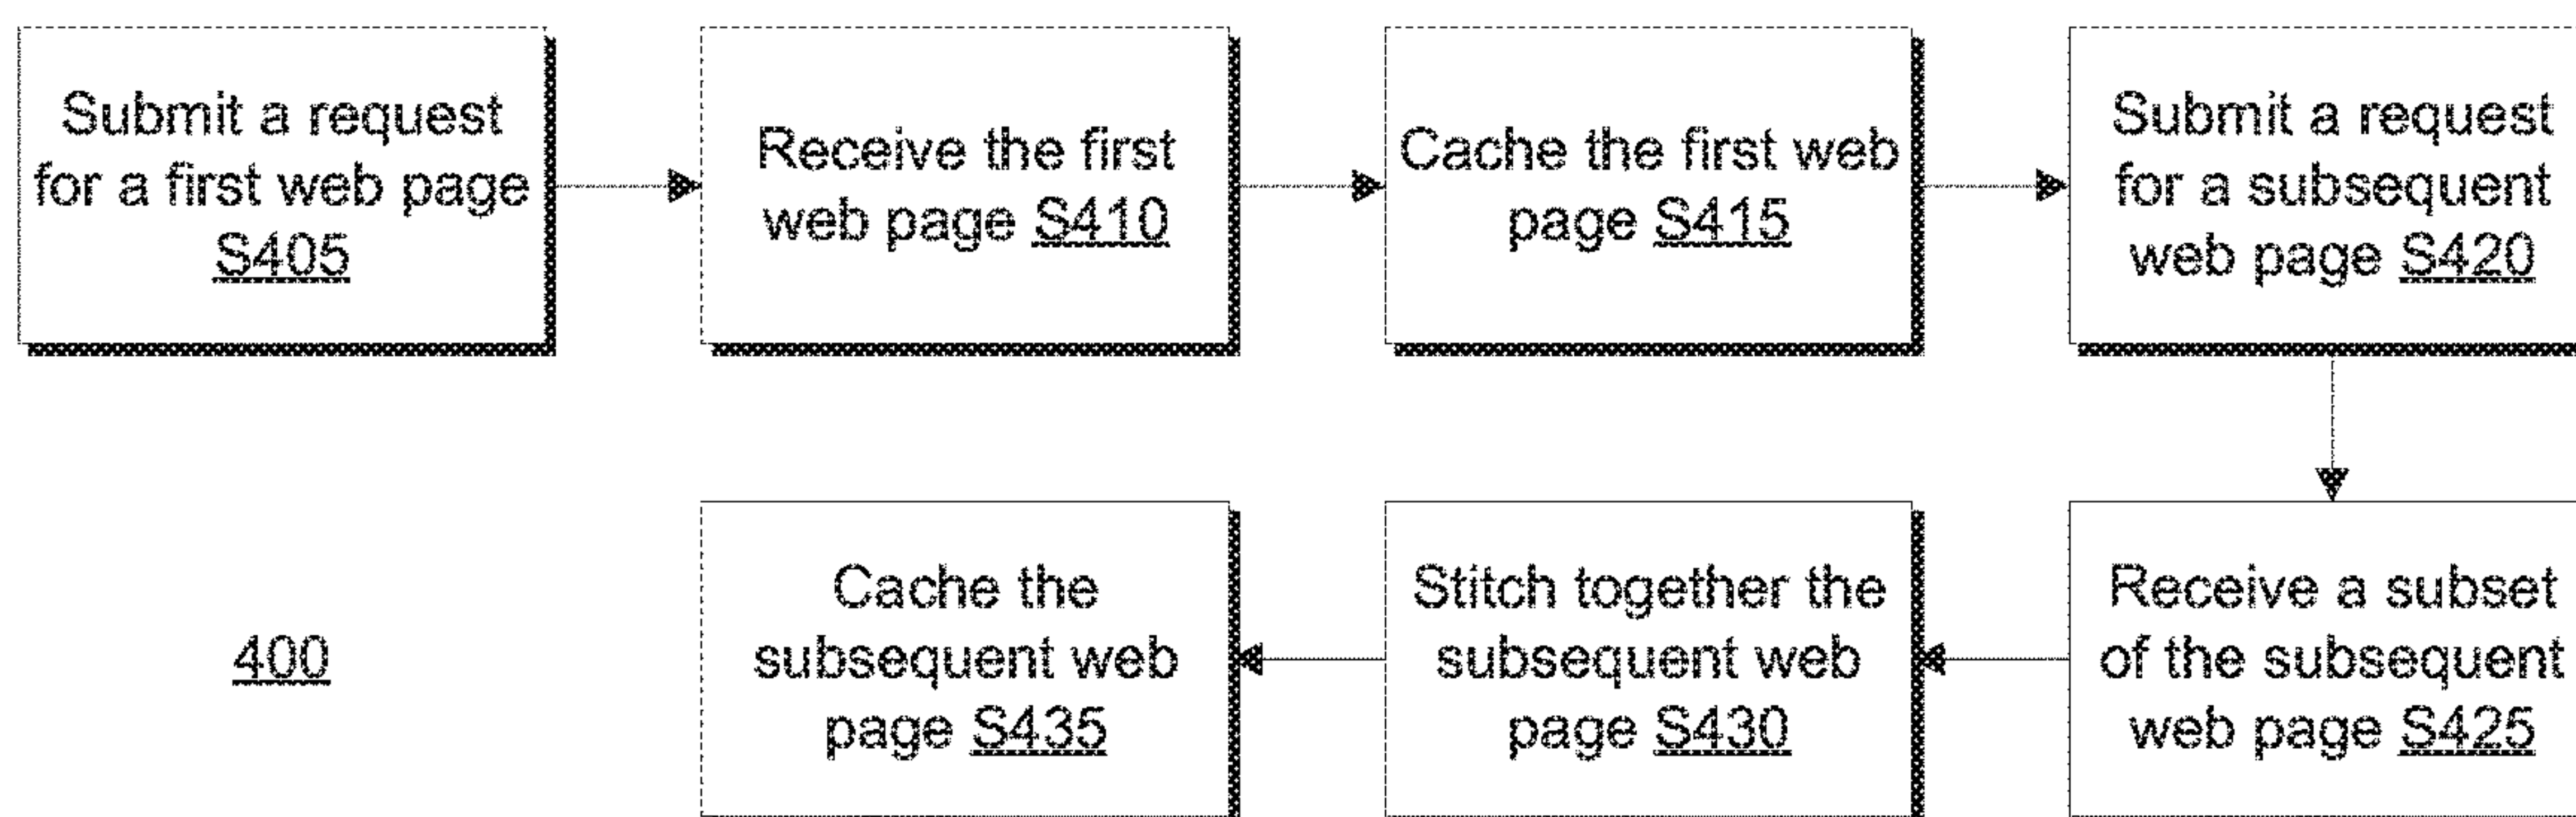 Submit a request
for a first web page
S405
Receive the first
web page S410
Cache the first web
page S415
Submit a request
for a subsequent
web page S420
Receive a subset
of the subsequent
web page S425
Stitch together the
subsequent web
page S430
Cache the
subsequent web
page S435
400